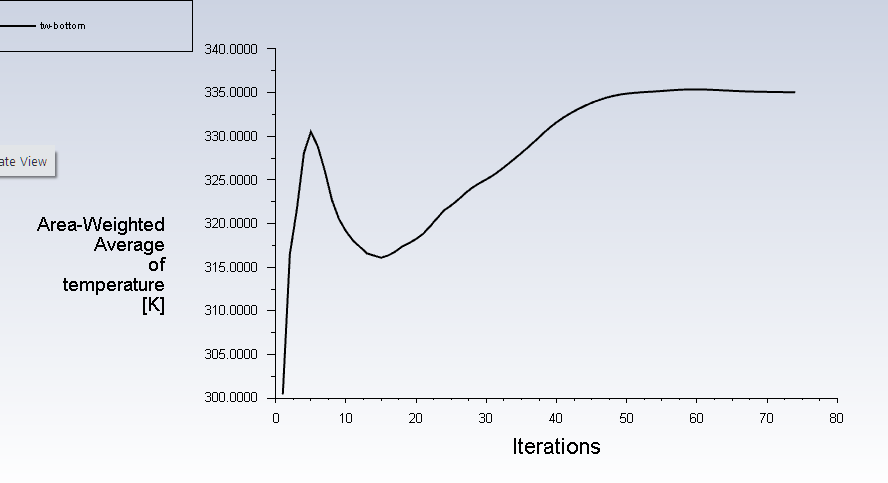 tw-bottom
ate View
Area-Weighted
Average
of
temperature
[K]
340.0000
335.0000
330.0000
325.0000
320.0000
315.0000
310.0000
305.0000
300.0000
0 10 20 30 40 50 60 70 80
Iterations